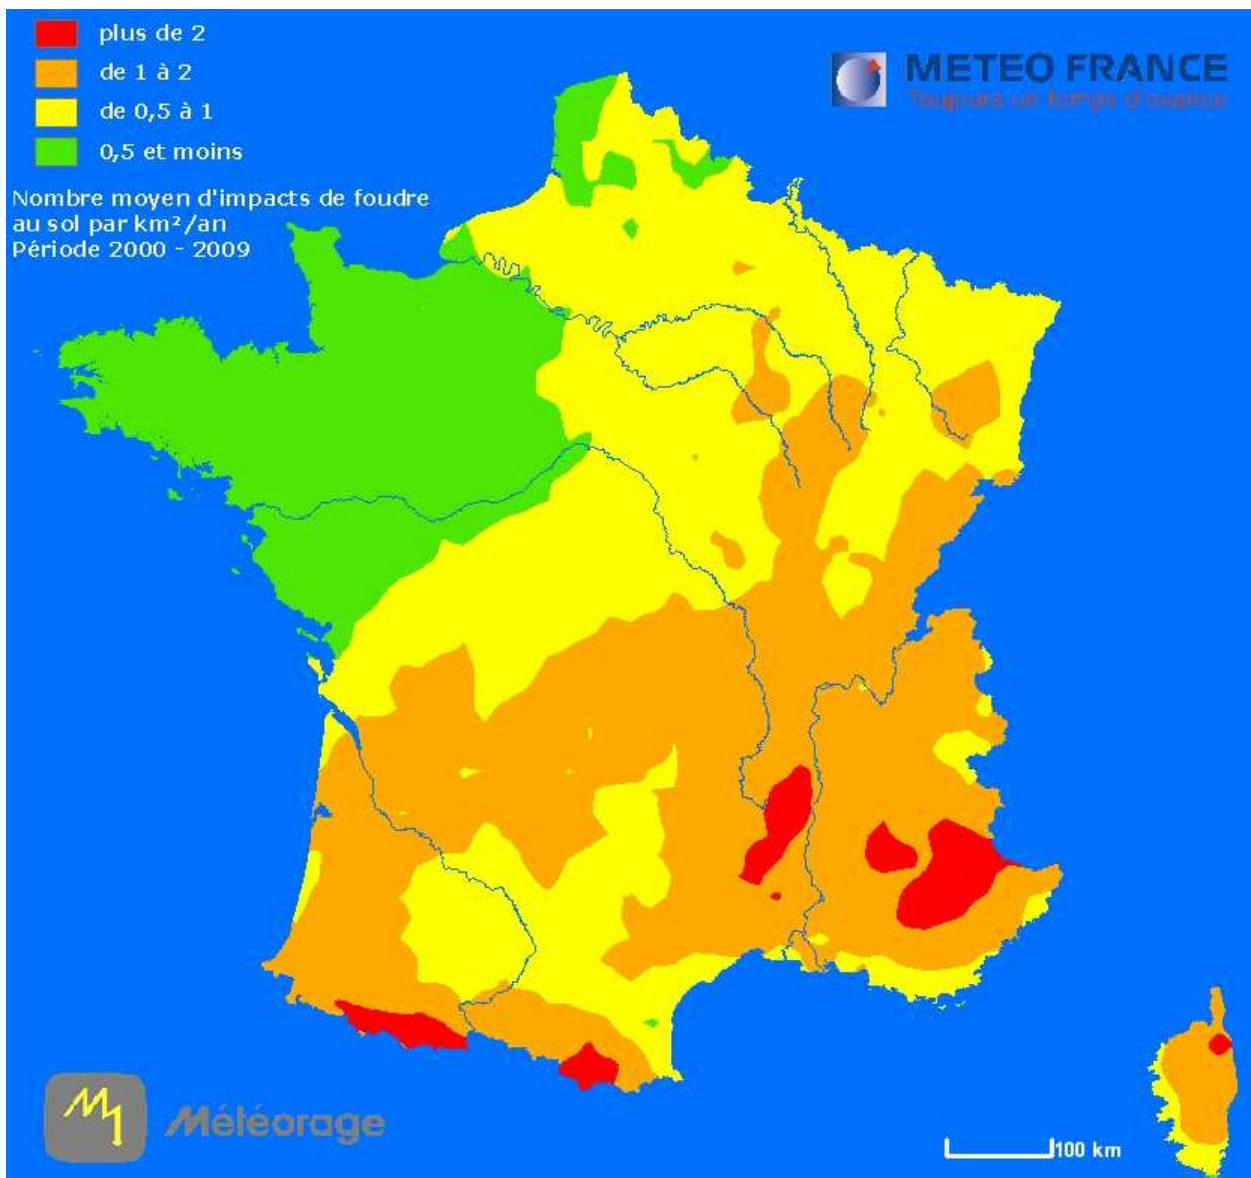 plus de 2
de 1 à 2
de 0,5 à 1
0,5 et moins
Nombre moyen d'impacts de foudre
au sol par km²/an
Période 2000 - 2009
METEO FRANCE
Toujours un temps d'avance
Météorage
100 km